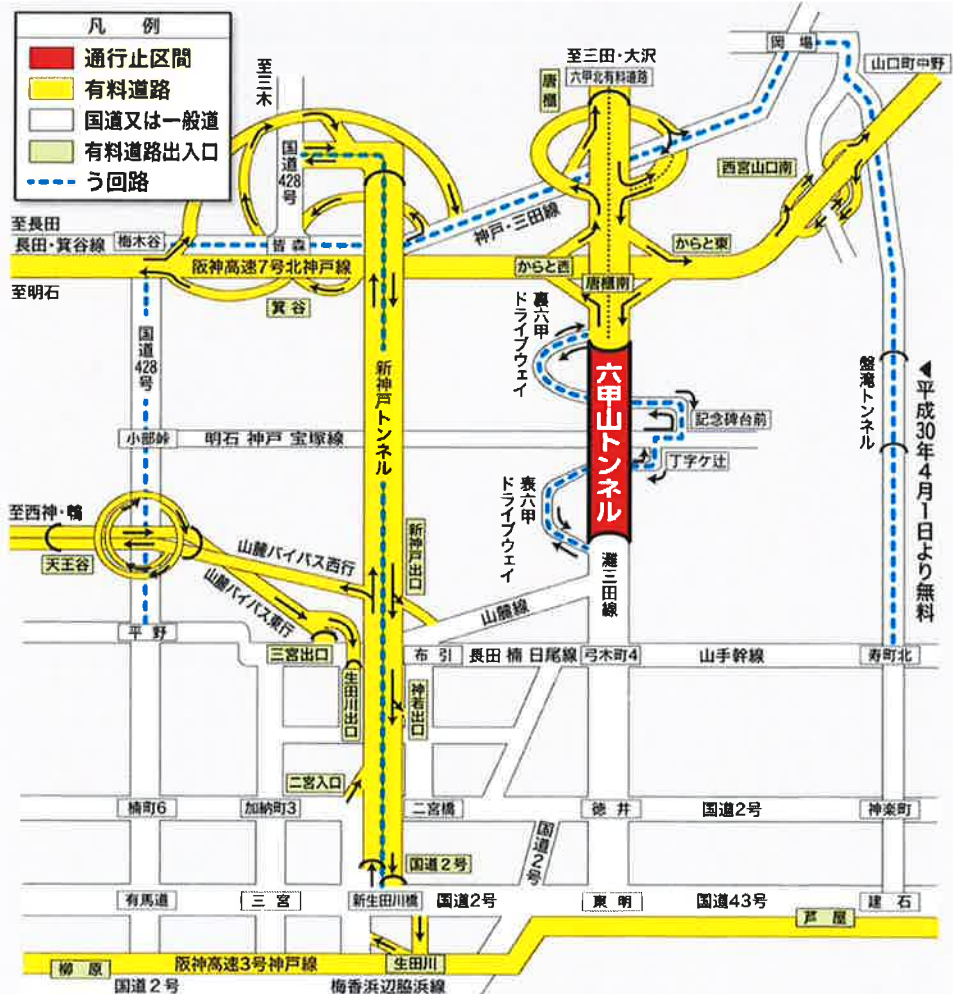 凡例
通行止区間
有料道路
国道又は一般道
有料道路出入口
う回路
至三木
国道428号
至三田・大沢
唐櫃
六甲北有料道路
岡場
山口町中野
西宮山口南
至長田
長田・箕谷線
梅木谷
皆森
神戸・三田線
阪神高速7号北神戸線
からと西
からと東
唐櫃南
至明石
箕谷
国道428号
新神戸トンネル
裏六甲ドライブウェイ
六甲山トンネル
記念碑台前
丁字ケ辻
盤滝トンネル
◀平成30年4月1日より無料
小部峠
明石 神戸 宝塚線
表六甲ドライブウェイ
至西神・鵯
天王谷
山麓バイパス西行
山麓バイパス東行
新神戸出口
灘三田線
山麓線
平野
三宮出口
生田川出口
布引
長田 楠 日尾線
弓木町4
山手幹線
寿町北
神若出口
二宮入口
楠町6
加納町3
二宮橋
徳井
国道2号
神楽町
国道2号
国道2号
有馬道
三宮
新生田川橋
国道2号
東明
国道43号
建石
芦屋
柳原
阪神高速3号神戸線
生田川
国道2号
梅香浜辺脇浜線